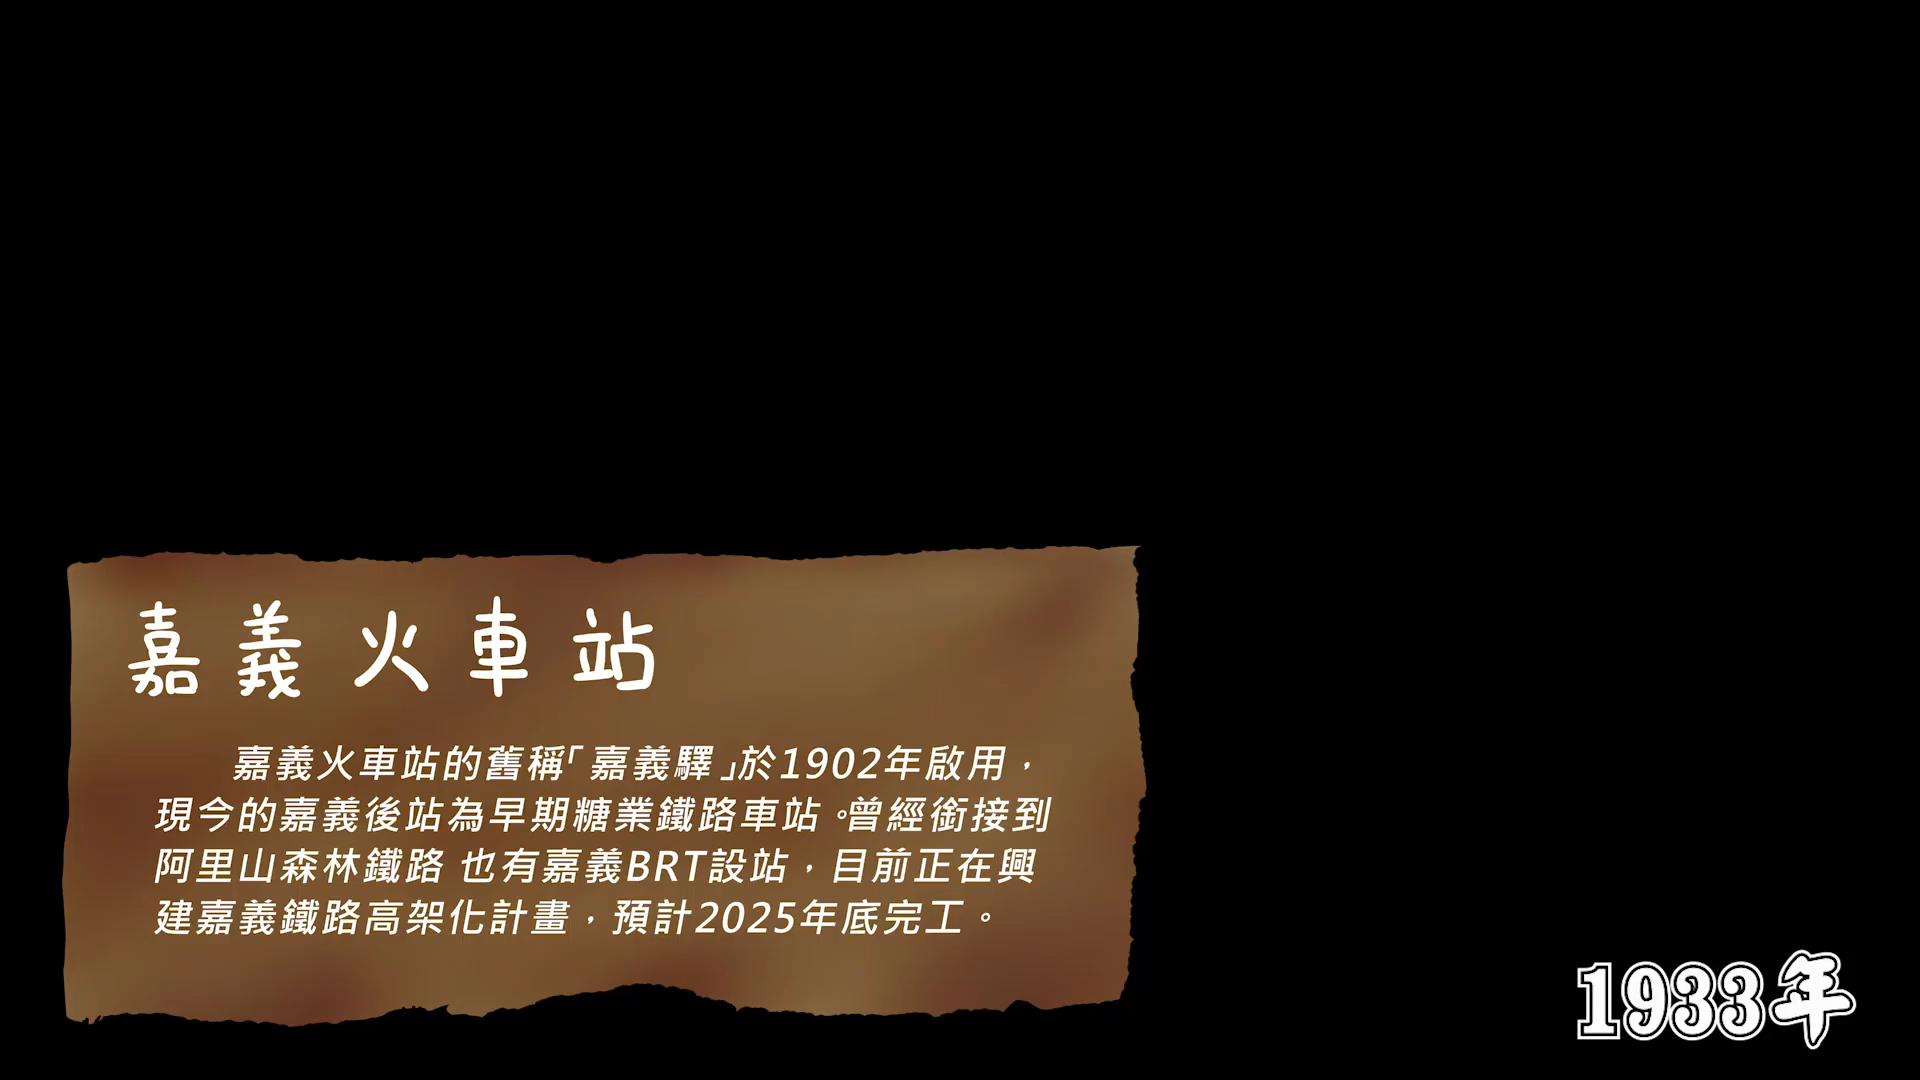 嘉義火車站
嘉義火車站的舊稱「嘉義驛」於1902年啟用，
現今的嘉義後站為早期糖業鐵路車站。曾經銜接到
阿里山森林鐵路 也有嘉義BRT設站，目前正在興
建嘉義鐵路高架化計畫，預計2025年底完工。
1933年